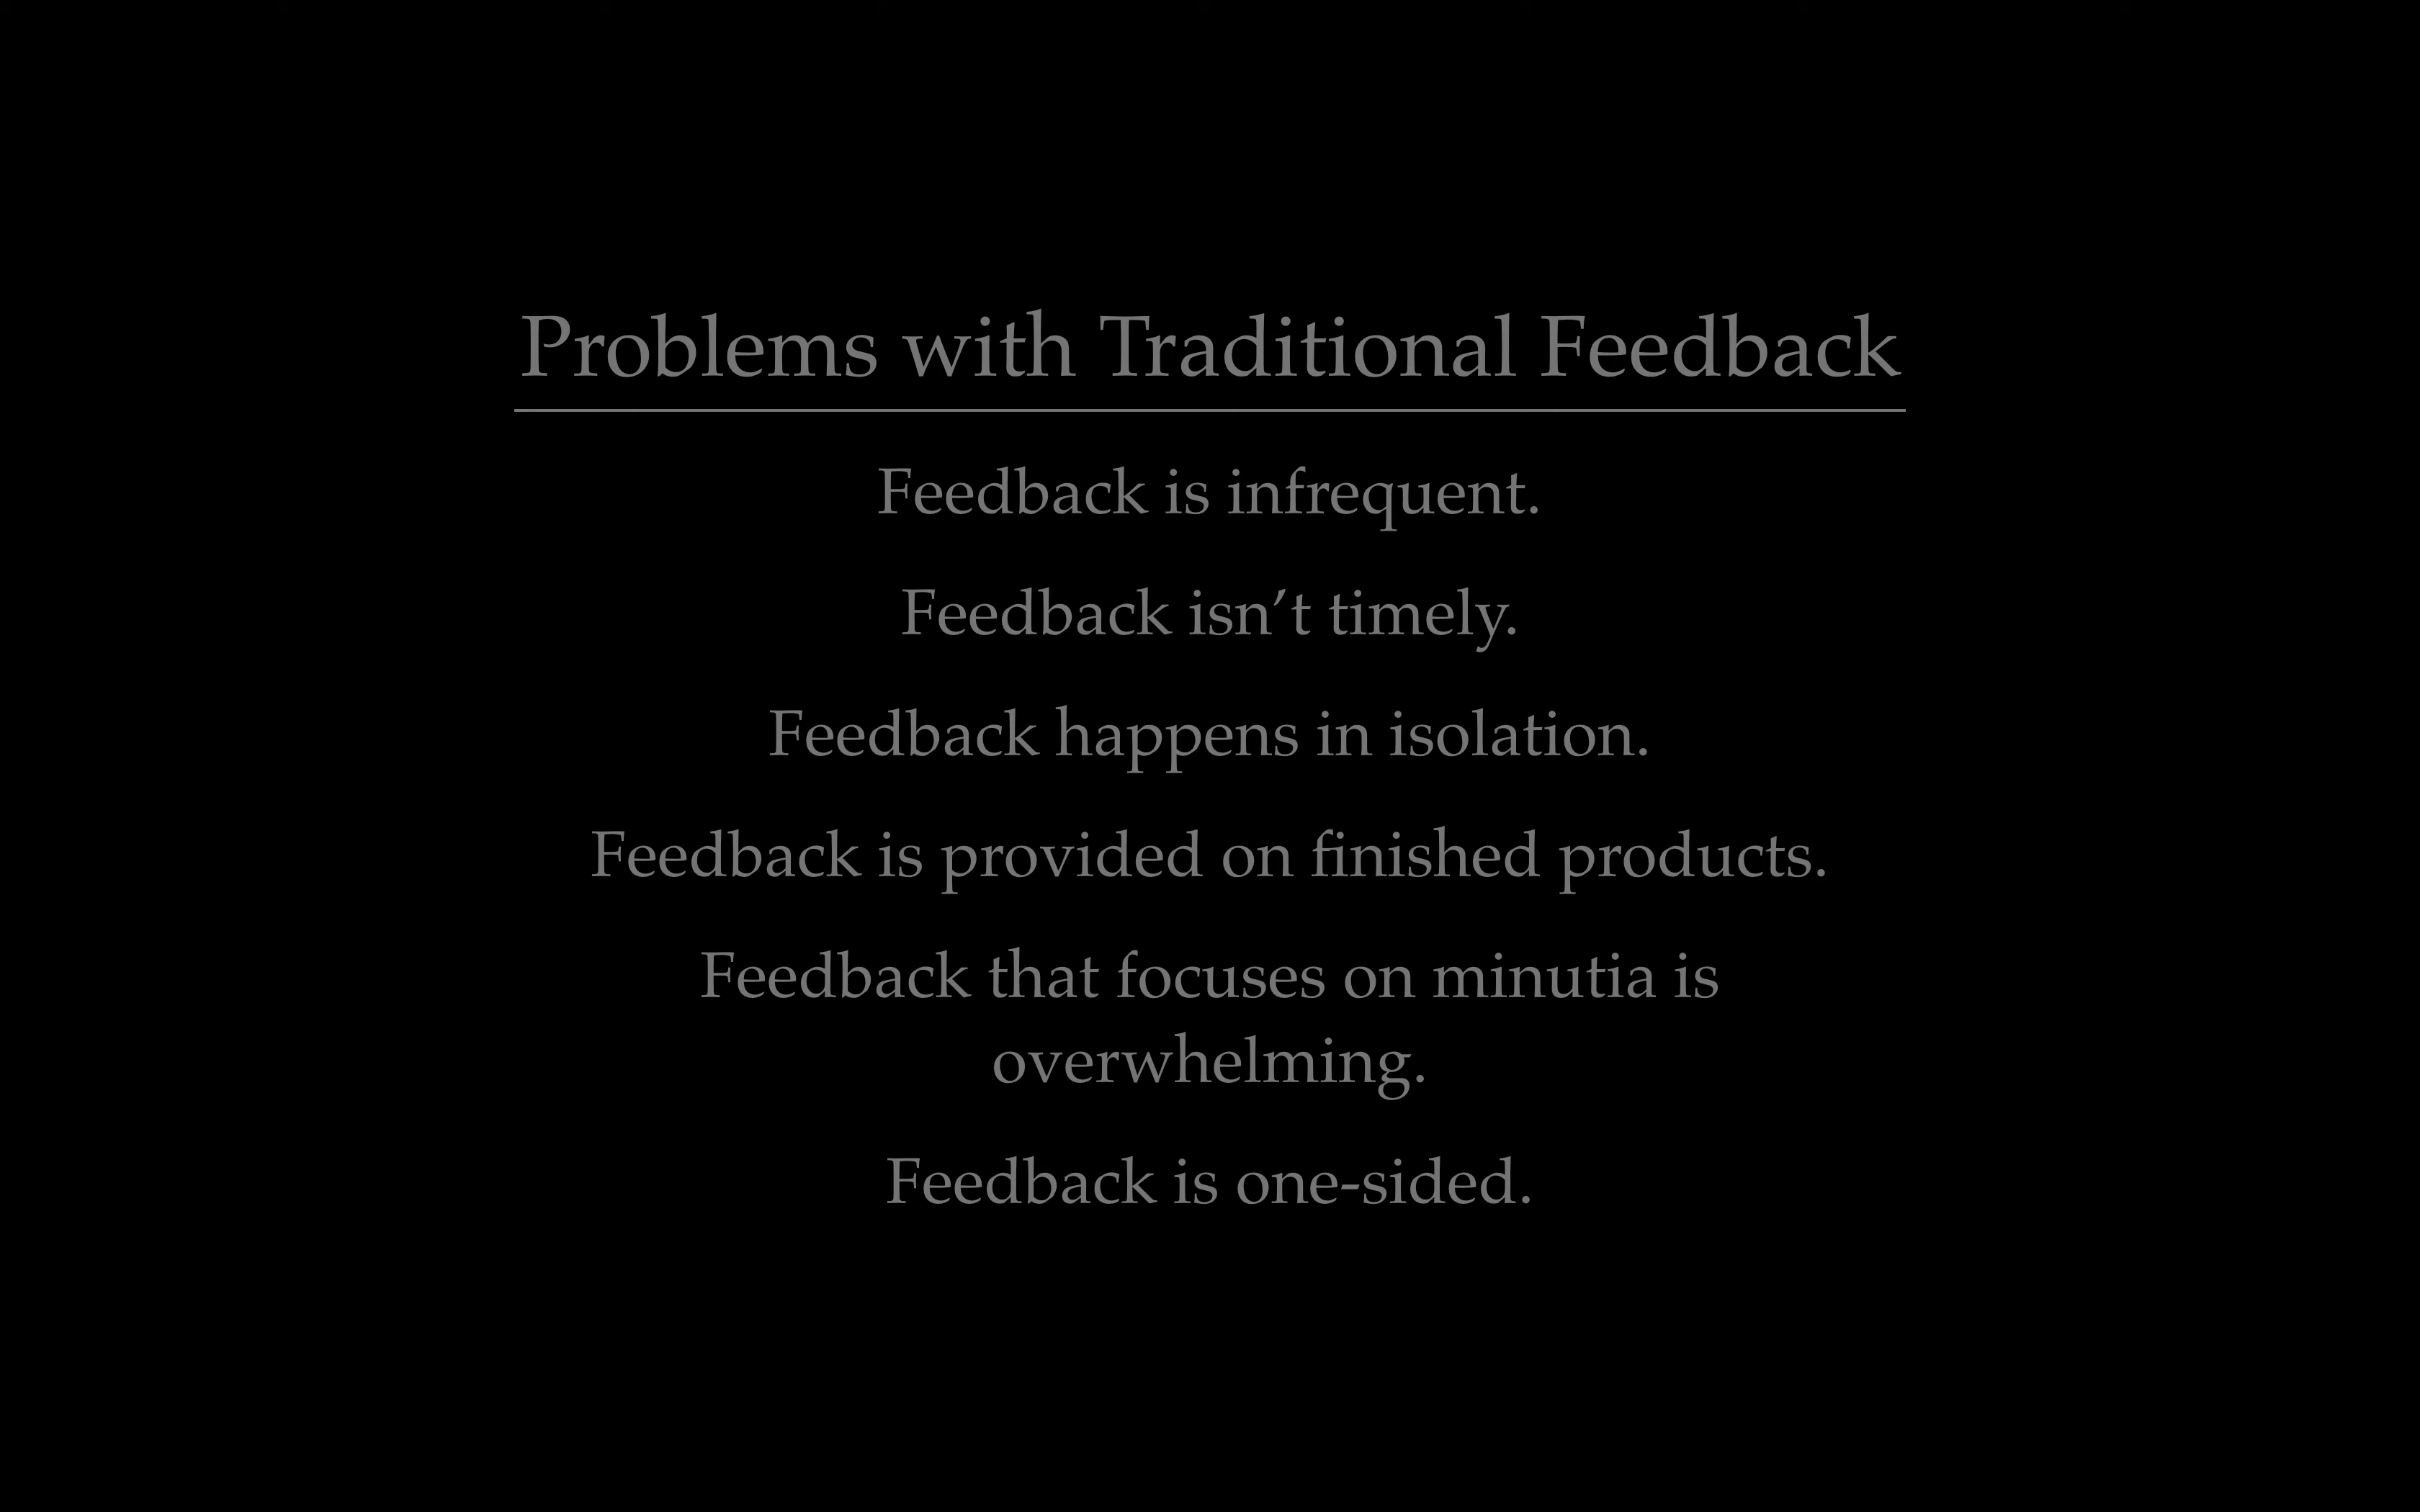 Problems with Traditional Feedback
Feedback is infrequent.
Feedback isn’t timely.
Feedback happens in isolation.
Feedback is provided on finished products.
Feedback that focuses on minutia is
overwhelming.
Feedback is one-sided.